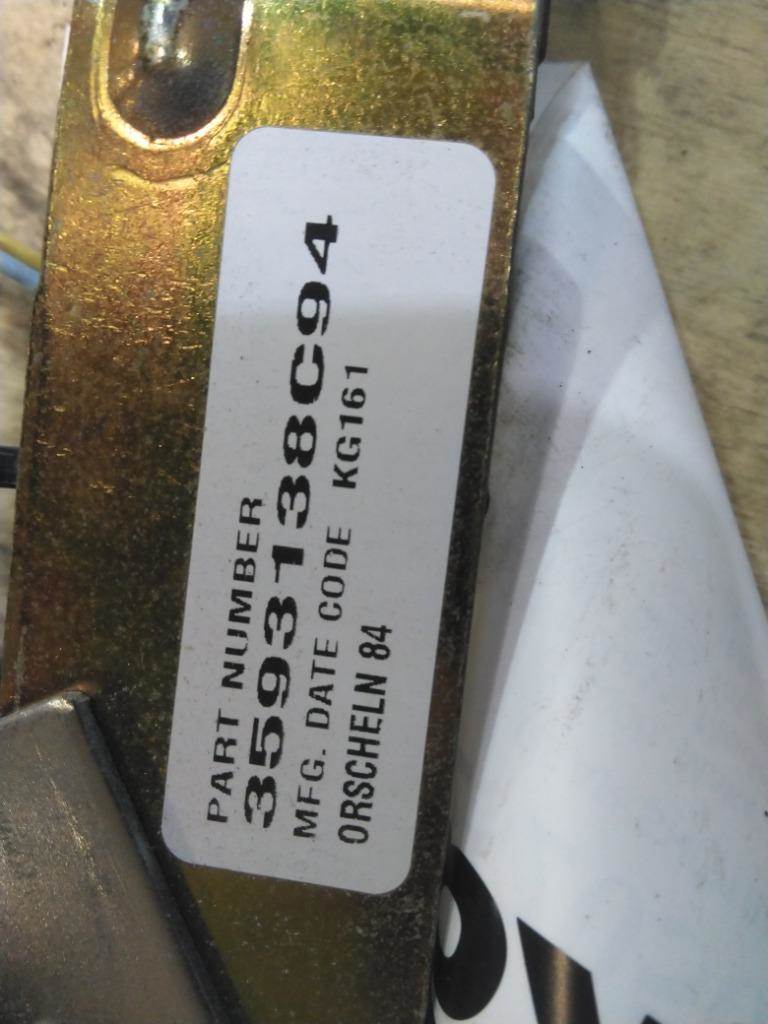 PART NUMBER
3593138C94
MFG. DATE CODE KG161
ORSCHELN 84